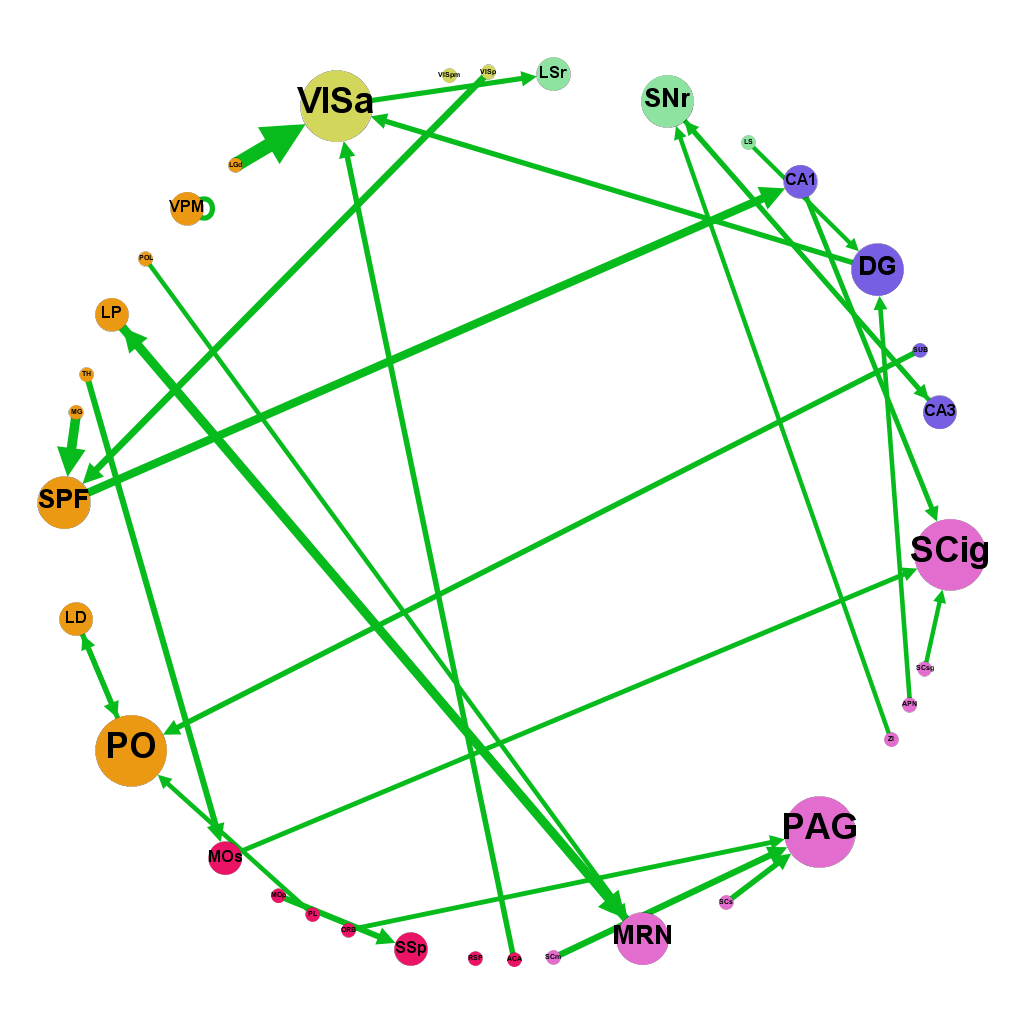 VISa
VISpm
VISp
LSr
SNr
LS
CA1
LGd
VPM
POL
DG
LP
SUB
TH
MG
CA3
SPF
SCig
LD
SCsg
APN
PO
ZI
PAG
MOs
MOp
PL
ORB
SCs
SSp
MRN
RSP
ACA
SCm